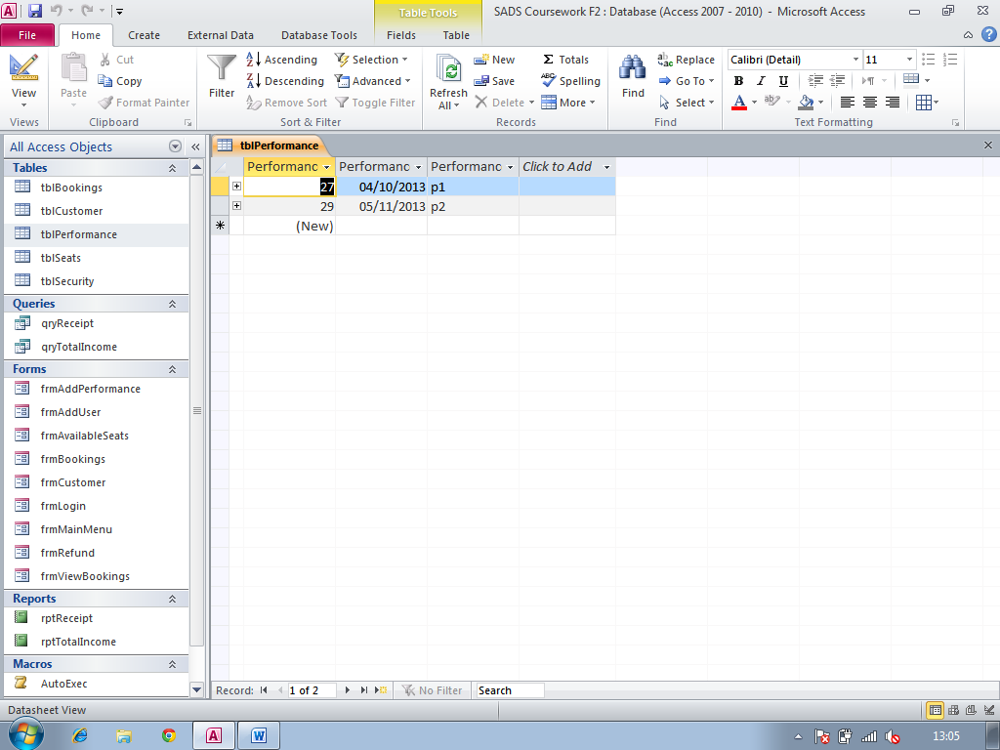 Table Tools
SADS Coursework F2 : Database (Access 2007 - 2010) - Microsoft Access
File Home Create External Data Database Tools Fields Table
View
Views
Paste
Cut
Copy
Format Painter
Clipboard
Filter
Ascending
Descending
Remove Sort
Selection
Advanced
Toggle Filter
Sort & Filter
Refresh
All
New
Save
Delete
Totals
Spelling
More
Records
Find
Replace
Go To
Select
Find
Calibri (Detail) 11
B I U
Text Formatting
All Access Objects
Tables
tblBookings
tblCustomer
tblPerformance
tblSeats
tblSecurity
Queries
qryReceipt
qryTotalIncome
Forms
frmAddPerformance
frmAddUser
frmAvailableSeats
frmBookings
frmCustomer
frmLogin
frmMainMenu
frmRefund
frmViewBookings
Reports
rptReceipt
rptTotalIncome
Macros
AutoExec
tblPerformance
Performanc Performanc Performanc Click to Add
27 04/10/2013 p1
29 05/11/2013 p2
(New)
Record: 1 of 2 No Filter Search
Datasheet View
13:05